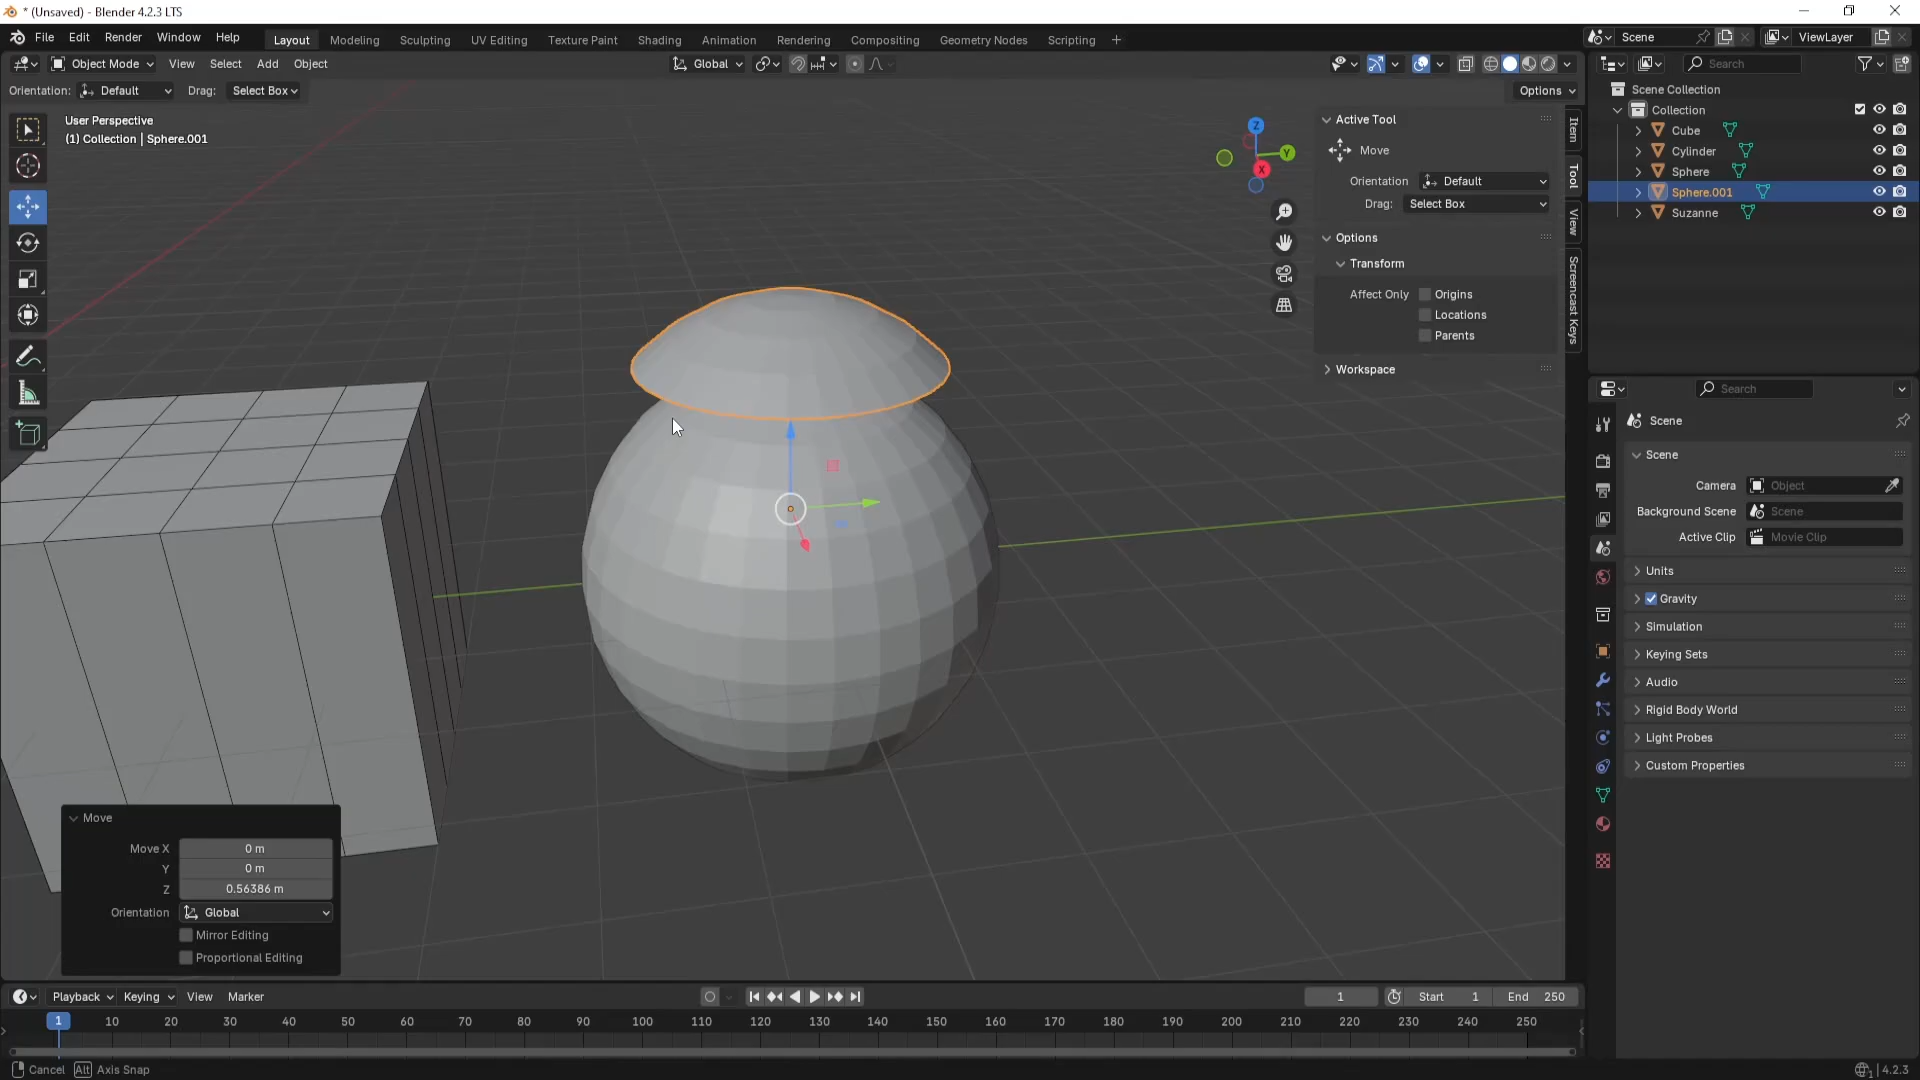 * (Unsaved) - Blender 4.2.3 LTS
File Edit Render Window Help Layout Modeling Sculpting UV Editing Texture Paint Shading Animation Rendering Compositing Geometry Nodes Scripting + Scene ViewLayer
Object Mode View Select Add Object Global Search
Orientation: Default Drag: Select Box Options
User Perspective
(1) Collection | Sphere.001
Z
Y
X
Active Tool
Move
Orientation Default
Drag: Select Box
Options
Transform
Affect Only Origins
Locations
Parents
Workspace
Item
Tool
View
Screencast Keys
Scene Collection
Collection
Cube
Cylinder
Sphere
Sphere.001
Suzanne
Search
Scene
Scene
Camera Object
Background Scene Scene
Active Clip Movie Clip
Units
Gravity
Simulation
Keying Sets
Audio
Rigid Body World
Light Probes
Custom Properties
Move
Move X 0 m
Y 0 m
Z 0.56386 m
Orientation Global
Mirror Editing
Proportional Editing
Playback Keying View Marker 1 Start 1 End 250
1 10 20 30 40 50 60 70 80 90 100 110 120 130 140 150 160 170 180 190 200 210 220 230 240 250
Cancel Alt Axis Snap 4.2.3